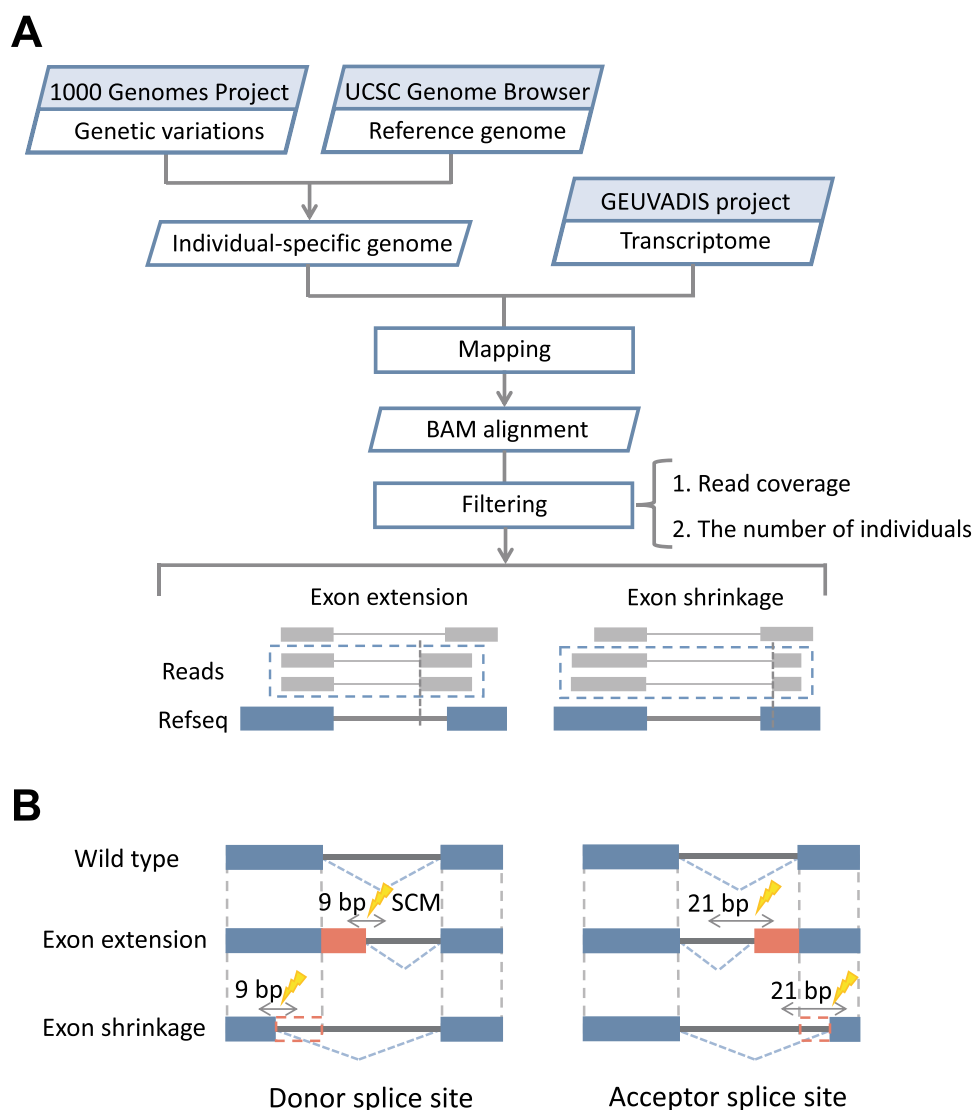 A
1000 Genomes Project
Genetic variations
UCSC Genome Browser
Reference genome
GEUVADIS project
Transcriptome
Individual-specific genome
Mapping
BAM alignment
Filtering
1. Read coverage
2. The number of individuals
Exon extension
Exon shrinkage
Reads
Refseq
B
Wild type
9 bp
SCM
21 bp
Exon extension
9 bp
21 bp
Exon shrinkage
Donor splice site
Acceptor splice site